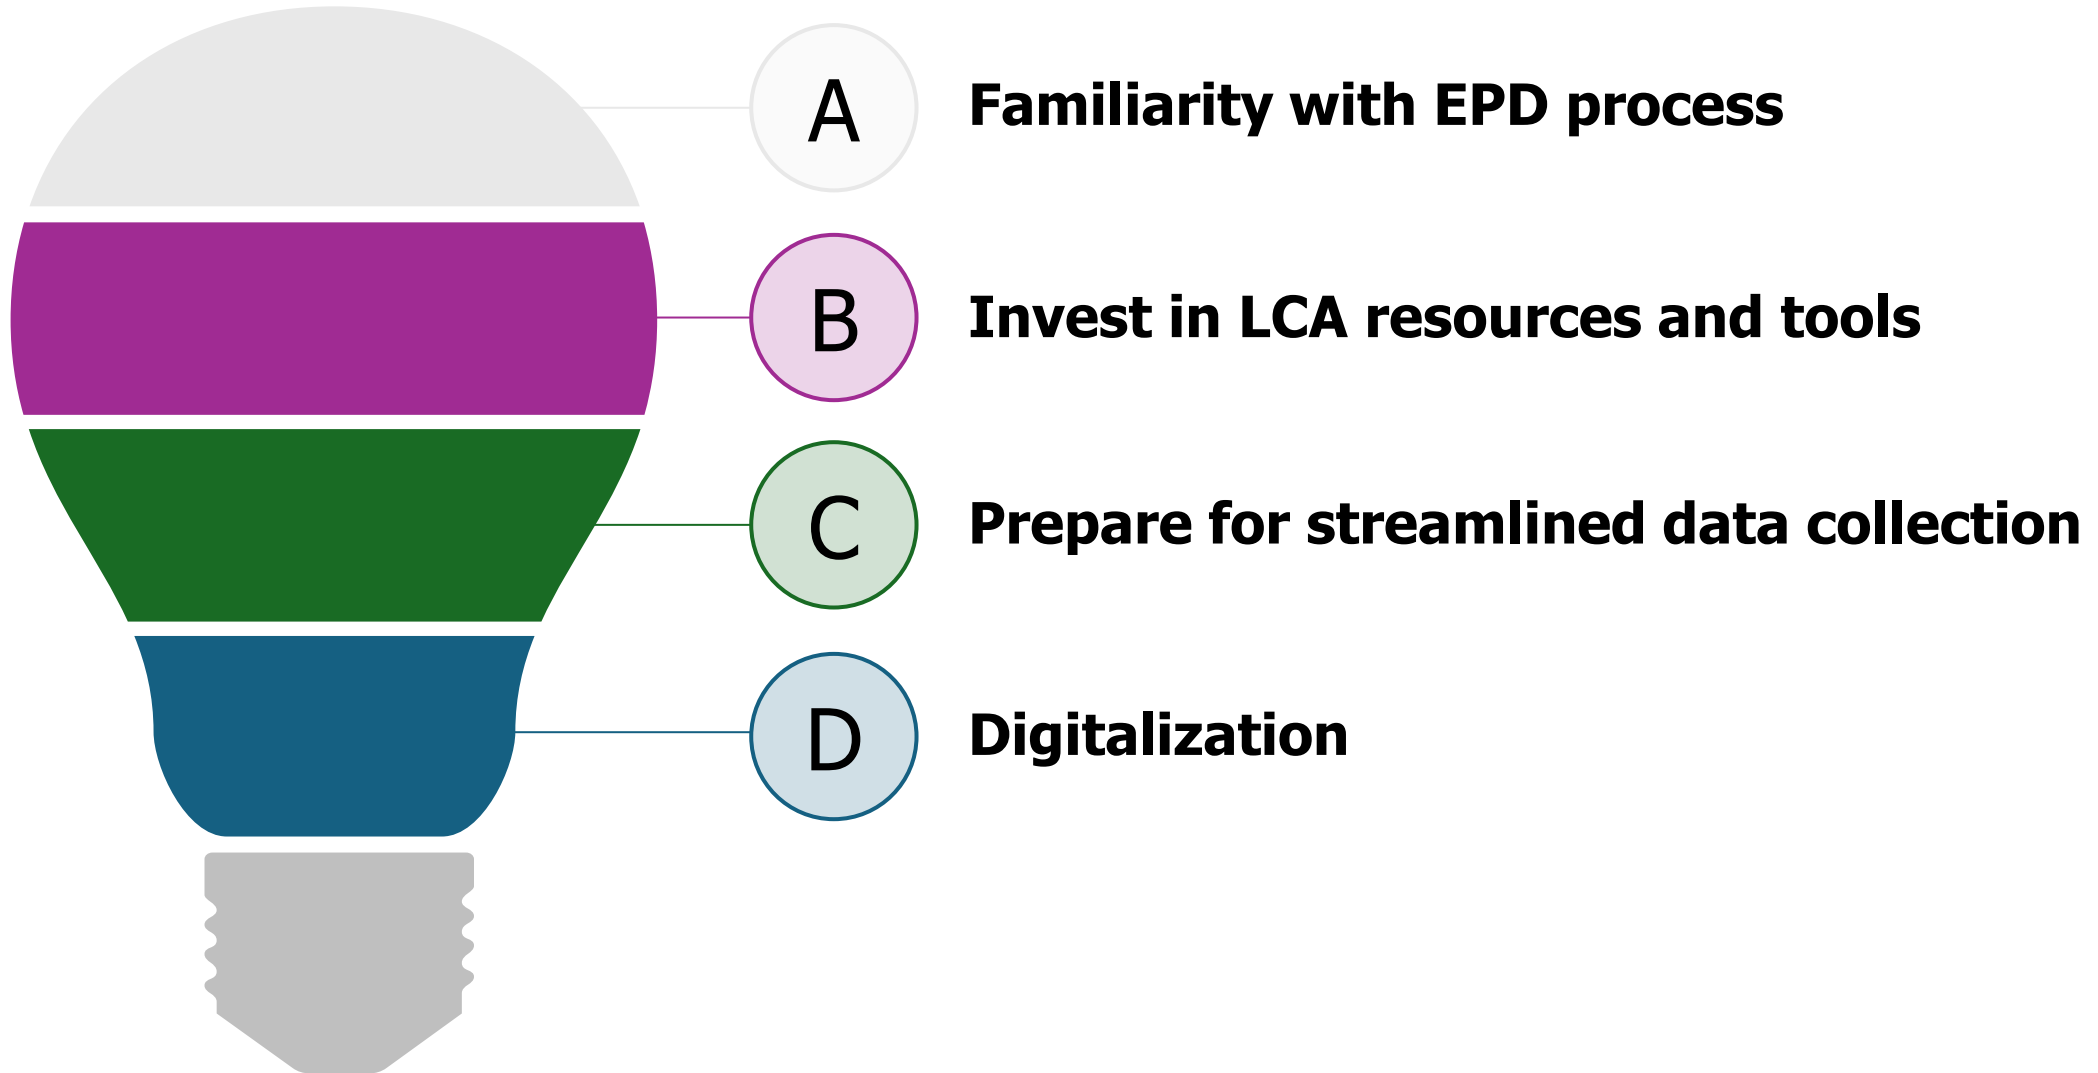 A
Familiarity with EPD process
B
Invest in LCA resources and tools
C
Prepare for streamlined data collection
D
Digitalization